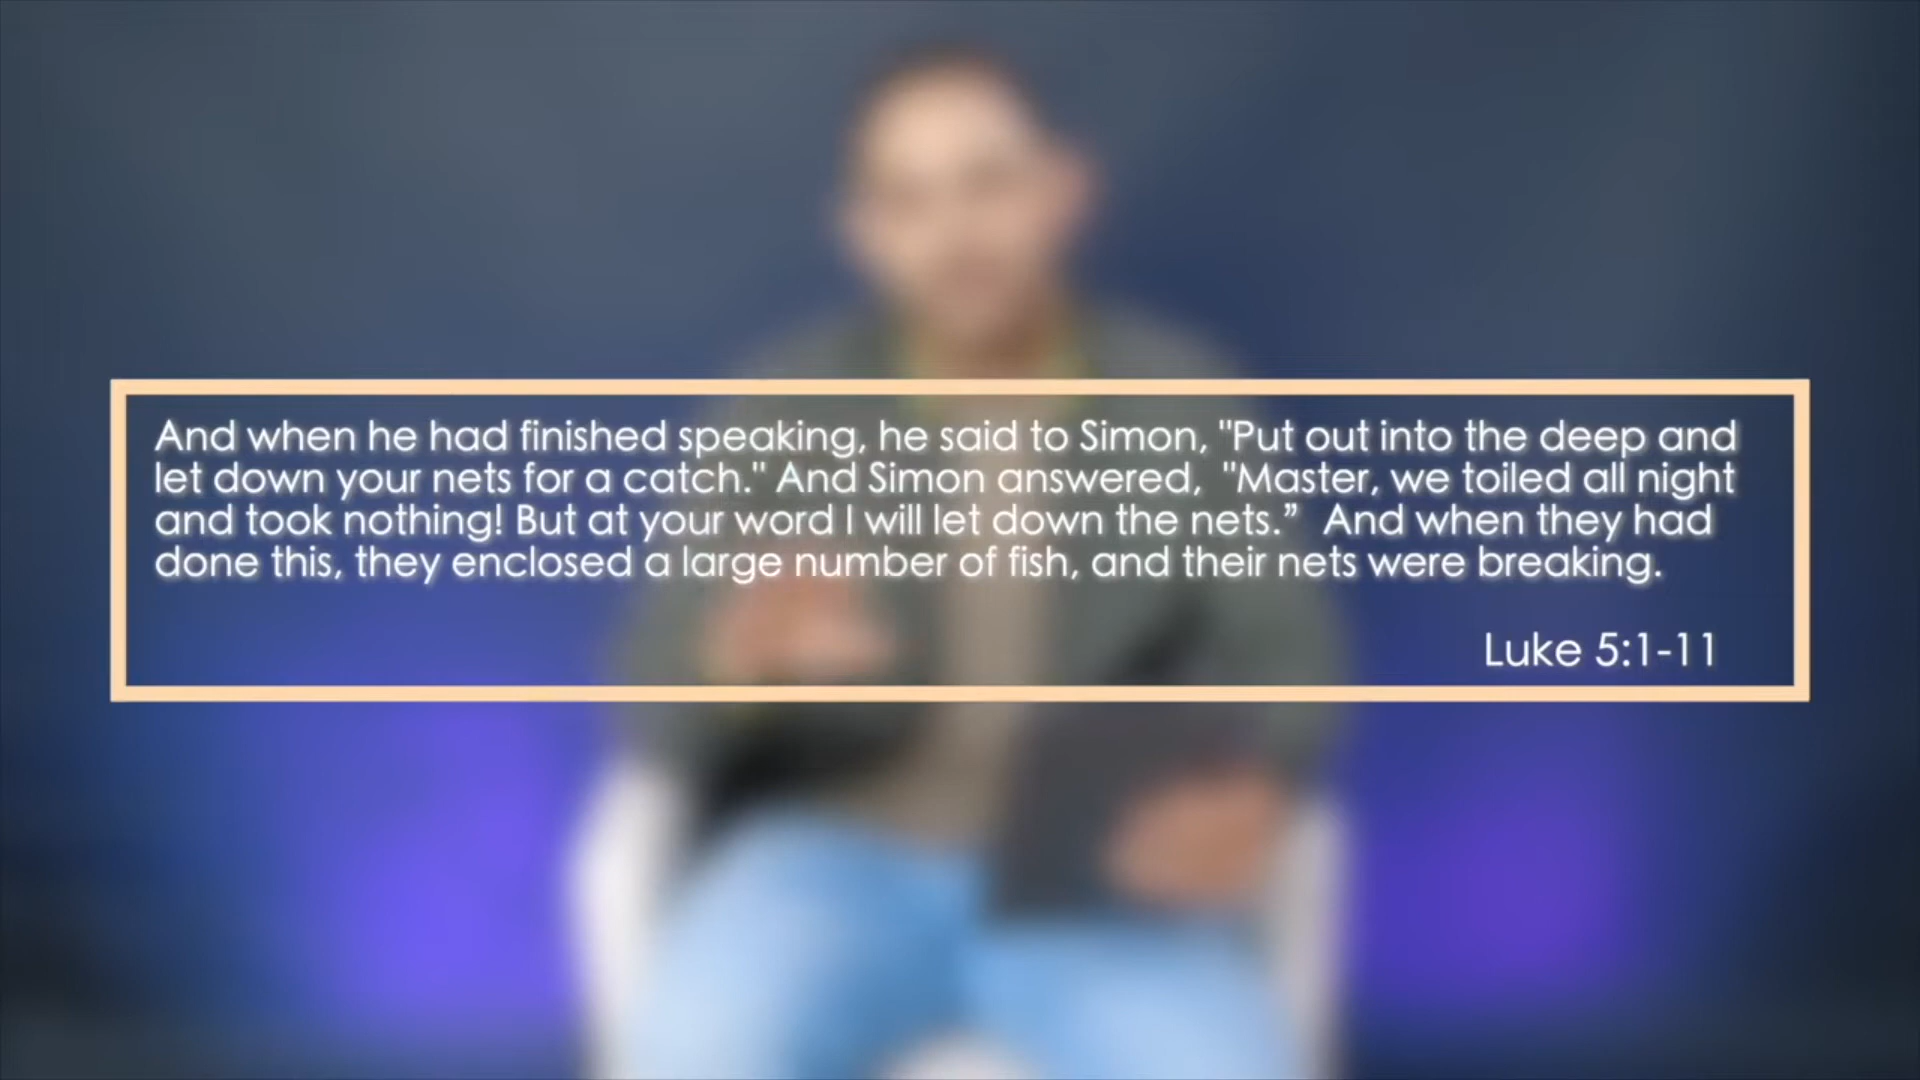 And when he had finished speaking, he said to Simon, "Put out into the deep and
let down your nets for a catch." And Simon answered,  "Master, we toiled all night
and took nothing! But at your word I will let down the nets.”  And when they had
done this, they enclosed a large number of fish, and their nets were breaking.
Luke 5:1-11